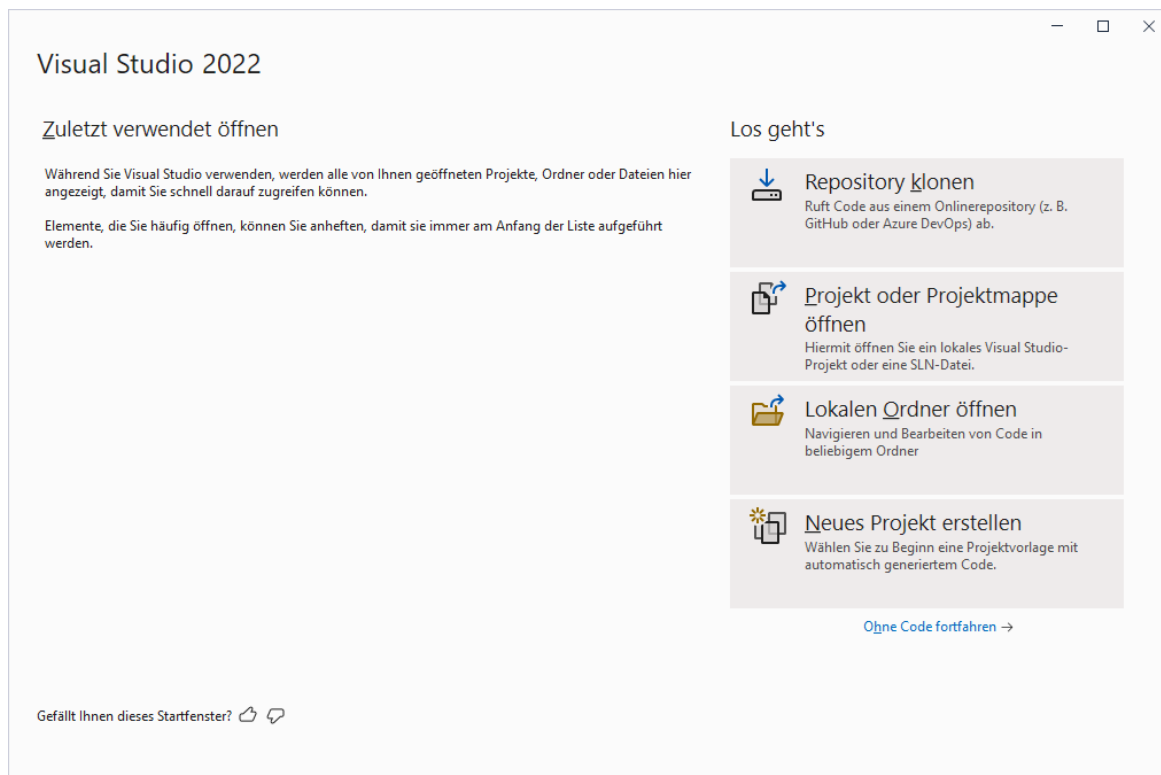 Visual Studio 2022
Zuletzt verwendet öffnen
Während Sie Visual Studio verwenden, werden alle von Ihnen geöffneten Projekte, Ordner oder Dateien hier
angezeigt, damit Sie schnell darauf zugreifen können.
Elemente, die Sie häufig öffnen, können Sie anheften, damit sie immer am Anfang der Liste aufgeführt
werden.
Los geht's
Repository klonen
Ruft Code aus einem Onlinerepository (z. B.
GitHub oder Azure DevOps) ab.
Projekt oder Projektmappe
öffnen
Hiermit öffnen Sie ein lokales Visual Studio-
Projekt oder eine SLN-Datei.
Lokalen Ordner öffnen
Navigieren und Bearbeiten von Code in
beliebigem Ordner
Neues Projekt erstellen
Wählen Sie zu Beginn eine Projektvorlage mit
automatisch generiertem Code.
Ohne Code fortfahren →
Gefällt Ihnen dieses Startfenster?